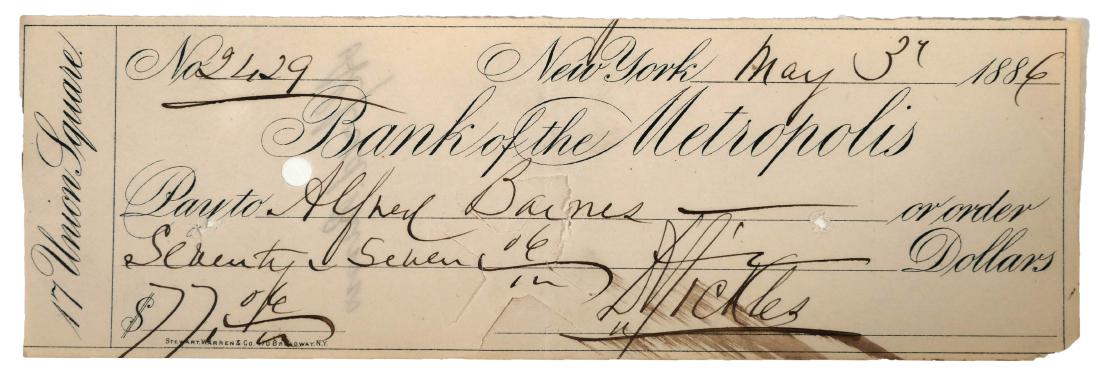 17 Union Square.
No 2429 New York May 3rd 1886
Bank of the Metropolis
Pay to Alfred Barnes or order
Seventy Seven 06/100 Dollars
$77.06/100 Sickles
STEWART, WARREN & CO. 170 BROADWAY, N.Y.